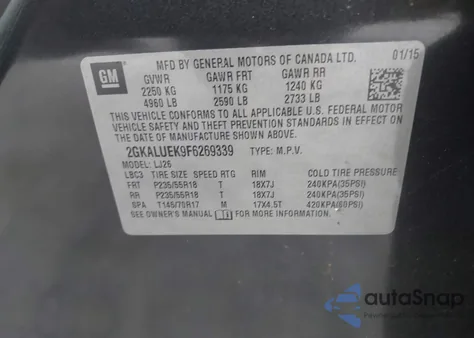 GM
MFD BY GENERAL MOTORS OF CANADA LTD. 01/15
GVWR GAWR FRT GAWR RR
2250 KG 1175 KG 1240 KG
4960 LB 2590 LB 2733 LB
THIS VEHICLE CONFORMS TO ALL APPLICABLE U.S. FEDERAL MOTOR
VEHICLE SAFETY AND THEFT PREVENTION STANDARDS IN EFFECT ON
THE DATE OF MANUFACTURE SHOWN ABOVE.
2GKALUEK9F6269339 TYPE: M.P.V.
MODEL: LJ26
LBC3 TIRE SIZE SPEED RTG RIM COLD TIRE PRESSURE
FRT P235/55R18 T 18X7J 240KPA(35PSI)
RR P235/55R18 T 18X7J 240KPA(35PSI)
SPA T145/70R17 M 17X4.5T 420KPA(60PSI)
SEE OWNER'S MANUAL FOR MORE INFORMATION.
autoSnap